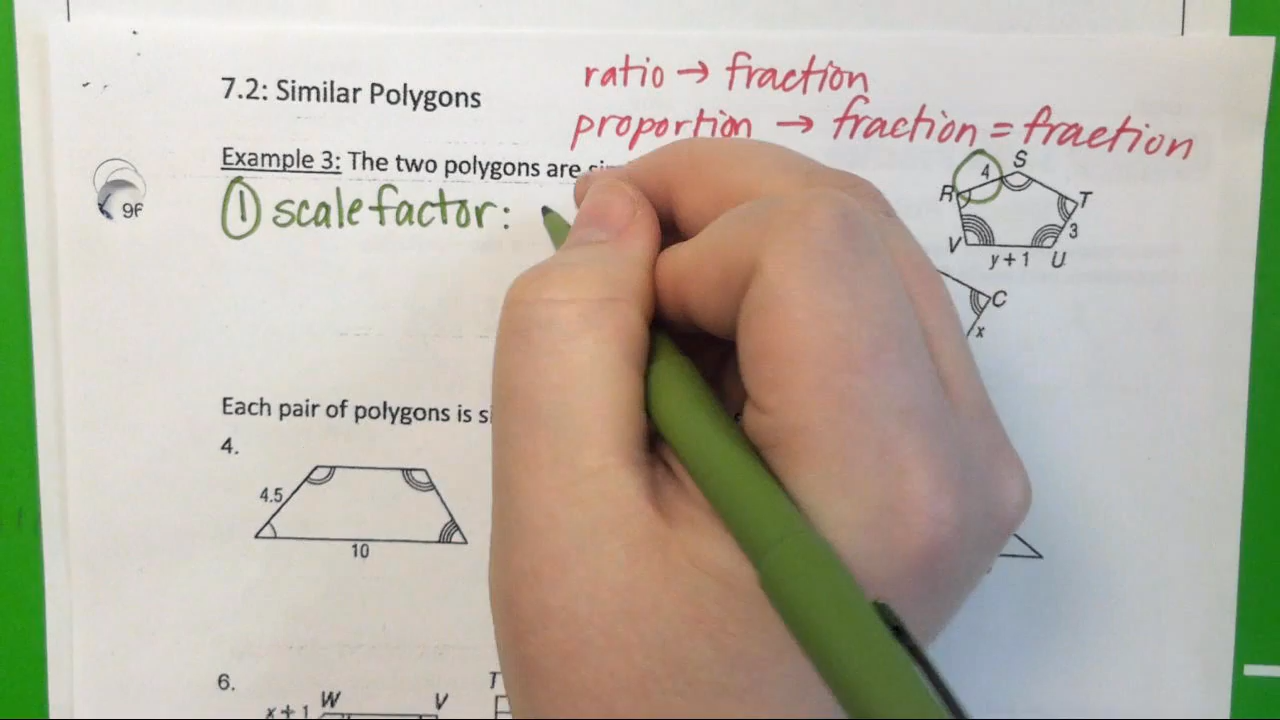 ratio → fraction
7.2: Similar Polygons
proportion → fraction = fraction
Example 3: The two polygons are
① scale factor:
R 4 S T
V y + 1 U 3
C
x
Each pair of polygons is
4.
4.5
10
6.
x + 1 W V T